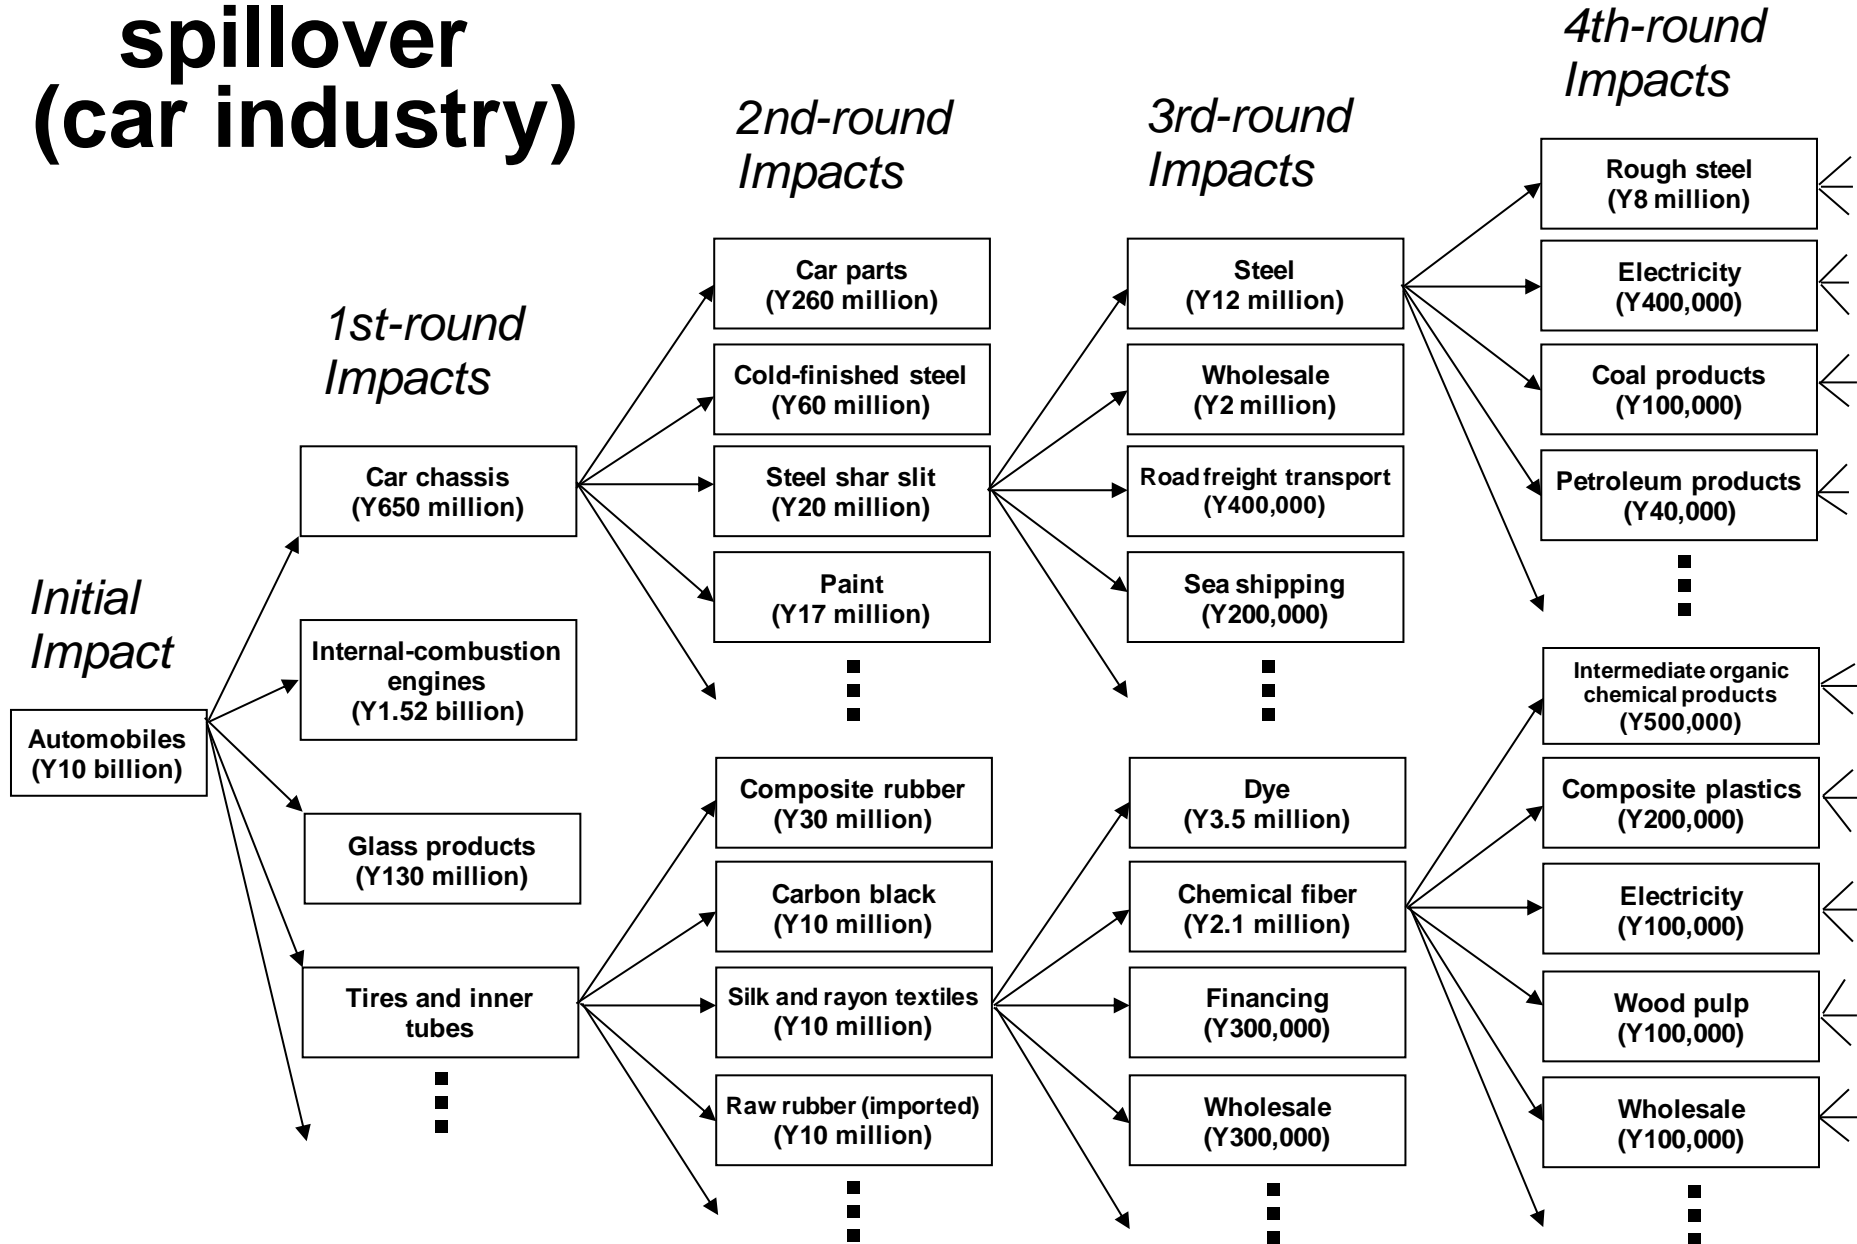 spillover
(car industry)
Initial
Impact
Automobiles
(Y10 billion)
1st-round
Impacts
Car chassis
(Y650 million)
Internal-combustion
engines
(Y1.52 billion)
Glass products
(Y130 million)
Tires and inner
tubes
2nd-round
Impacts
Car parts
(Y260 million)
Cold-finished steel
(Y60 million)
Steel shar slit
(Y20 million)
Paint
(Y17 million)
Composite rubber
(Y30 million)
Carbon black
(Y10 million)
Silk and rayon textiles
(Y10 million)
Raw rubber (imported)
(Y10 million)
3rd-round
Impacts
Steel
(Y12 million)
Wholesale
(Y2 million)
Road freight transport
(Y400,000)
Sea shipping
(Y200,000)
Dye
(Y3.5 million)
Chemical fiber
(Y2.1 million)
Financing
(Y300,000)
Wholesale
(Y300,000)
4th-round
Impacts
Rough steel
(Y8 million)
Electricity
(Y400,000)
Coal products
(Y100,000)
Petroleum products
(Y40,000)
Intermediate organic
chemical products
(Y500,000)
Composite plastics
(Y200,000)
Electricity
(Y100,000)
Wood pulp
(Y100,000)
Wholesale
(Y100,000)